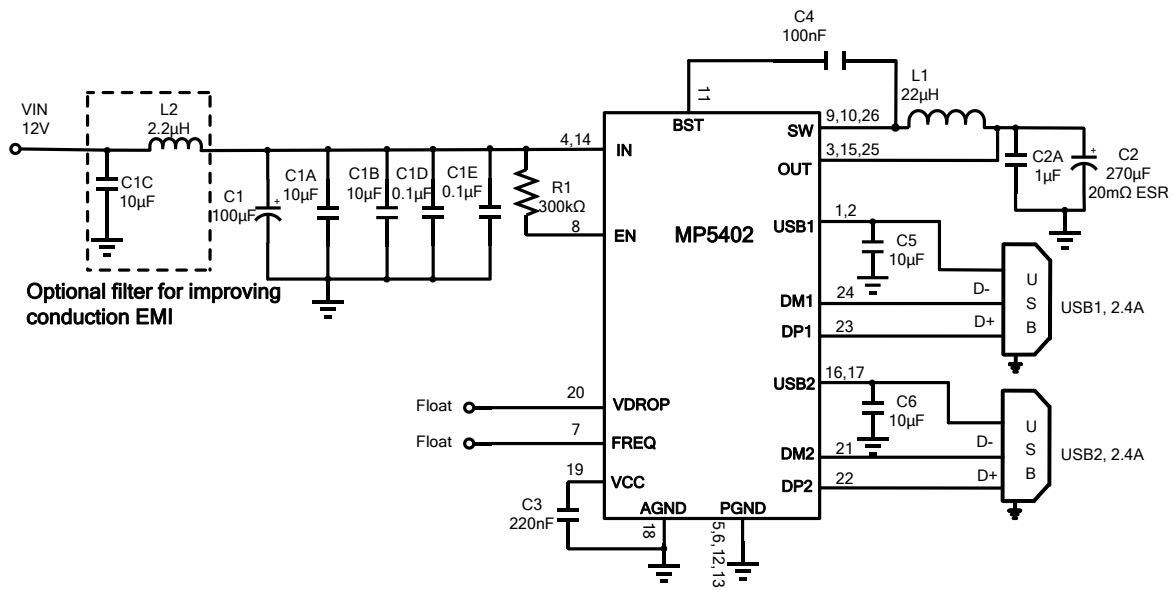 C4
100nF
L1
22µH
11
BST
9,10,26
SW
3,15,25
OUT
C2A
1µF
C2
270µF
20mΩ ESR
+
VIN
12V
L2
2.2µH
C1C
10µF
Optional filter for improving
conduction EMI
C1
100µF
+
C1A
10µF
C1B
10µF
C1D
0.1µF
C1E
0.1µF
R1
300kΩ
4,14
IN
8
EN
MP5402
1,2
USB1
C5
10µF
24
DM1
D-
23
DP1
D+
U
S
B
USB1, 2.4A
16,17
USB2
C6
10µF
21
DM2
D-
22
DP2
D+
U
S
B
USB2, 2.4A
Float
20
VDROP
Float
7
FREQ
19
VCC
C3
220nF
AGND
18
PGND
5,6,12,13